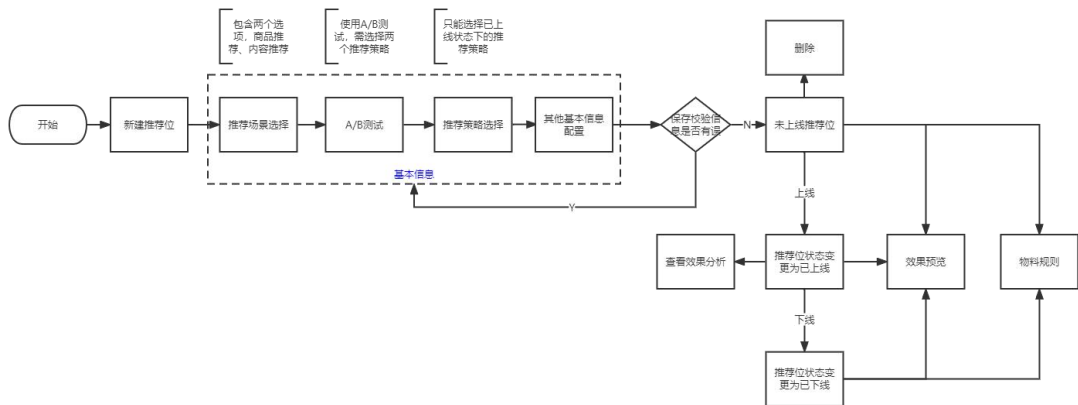 包含两个选
项，商品推
荐、内容推荐
使用A/B测
试，需选择两
个推荐策略
只能选择已上
线状态下的推
荐策略
删除
开始
新建推荐位
推荐场景选择
A/B测试
推荐策略选择
其他基本信息
配置
保存校验信
息是否有误
N
未上线推荐位
基本信息
Y
上线
查看效果分析
推荐位状态变
更为已上线
效果预览
物料规则
下线
推荐位状态变
更为已下线